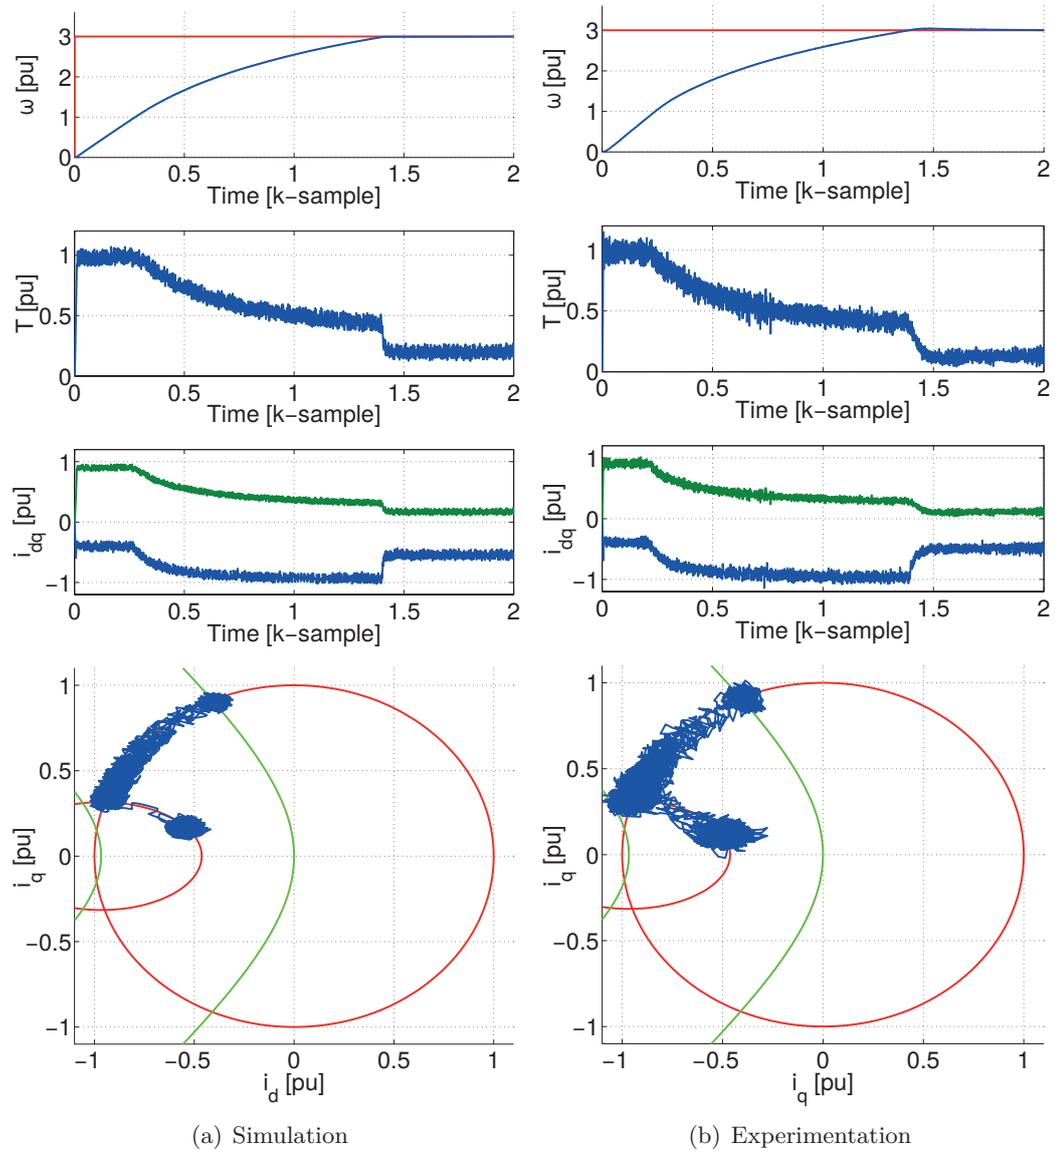 3
2
1
0
ω [pu]
0 0.5 1 1.5 2
Time [k−sample]
3
2
1
0
ω [pu]
0 0.5 1 1.5 2
Time [k−sample]
1
0.5
0
T [pu]
0 0.5 1 1.5 2
Time [k−sample]
1
0.5
0
T [pu]
0 0.5 1 1.5 2
Time [k−sample]
1
0
−1
idq [pu]
0 0.5 1 1.5 2
Time [k−sample]
1
0
−1
idq [pu]
0 0.5 1 1.5 2
Time [k−sample]
1
0.5
0
−0.5
−1
iq [pu]
−1 −0.5 0 0.5 1
id [pu]
1
0.5
0
−0.5
−1
iq [pu]
−1 −0.5 0 0.5 1
iq [pu]
(a) Simulation
(b) Experimentation